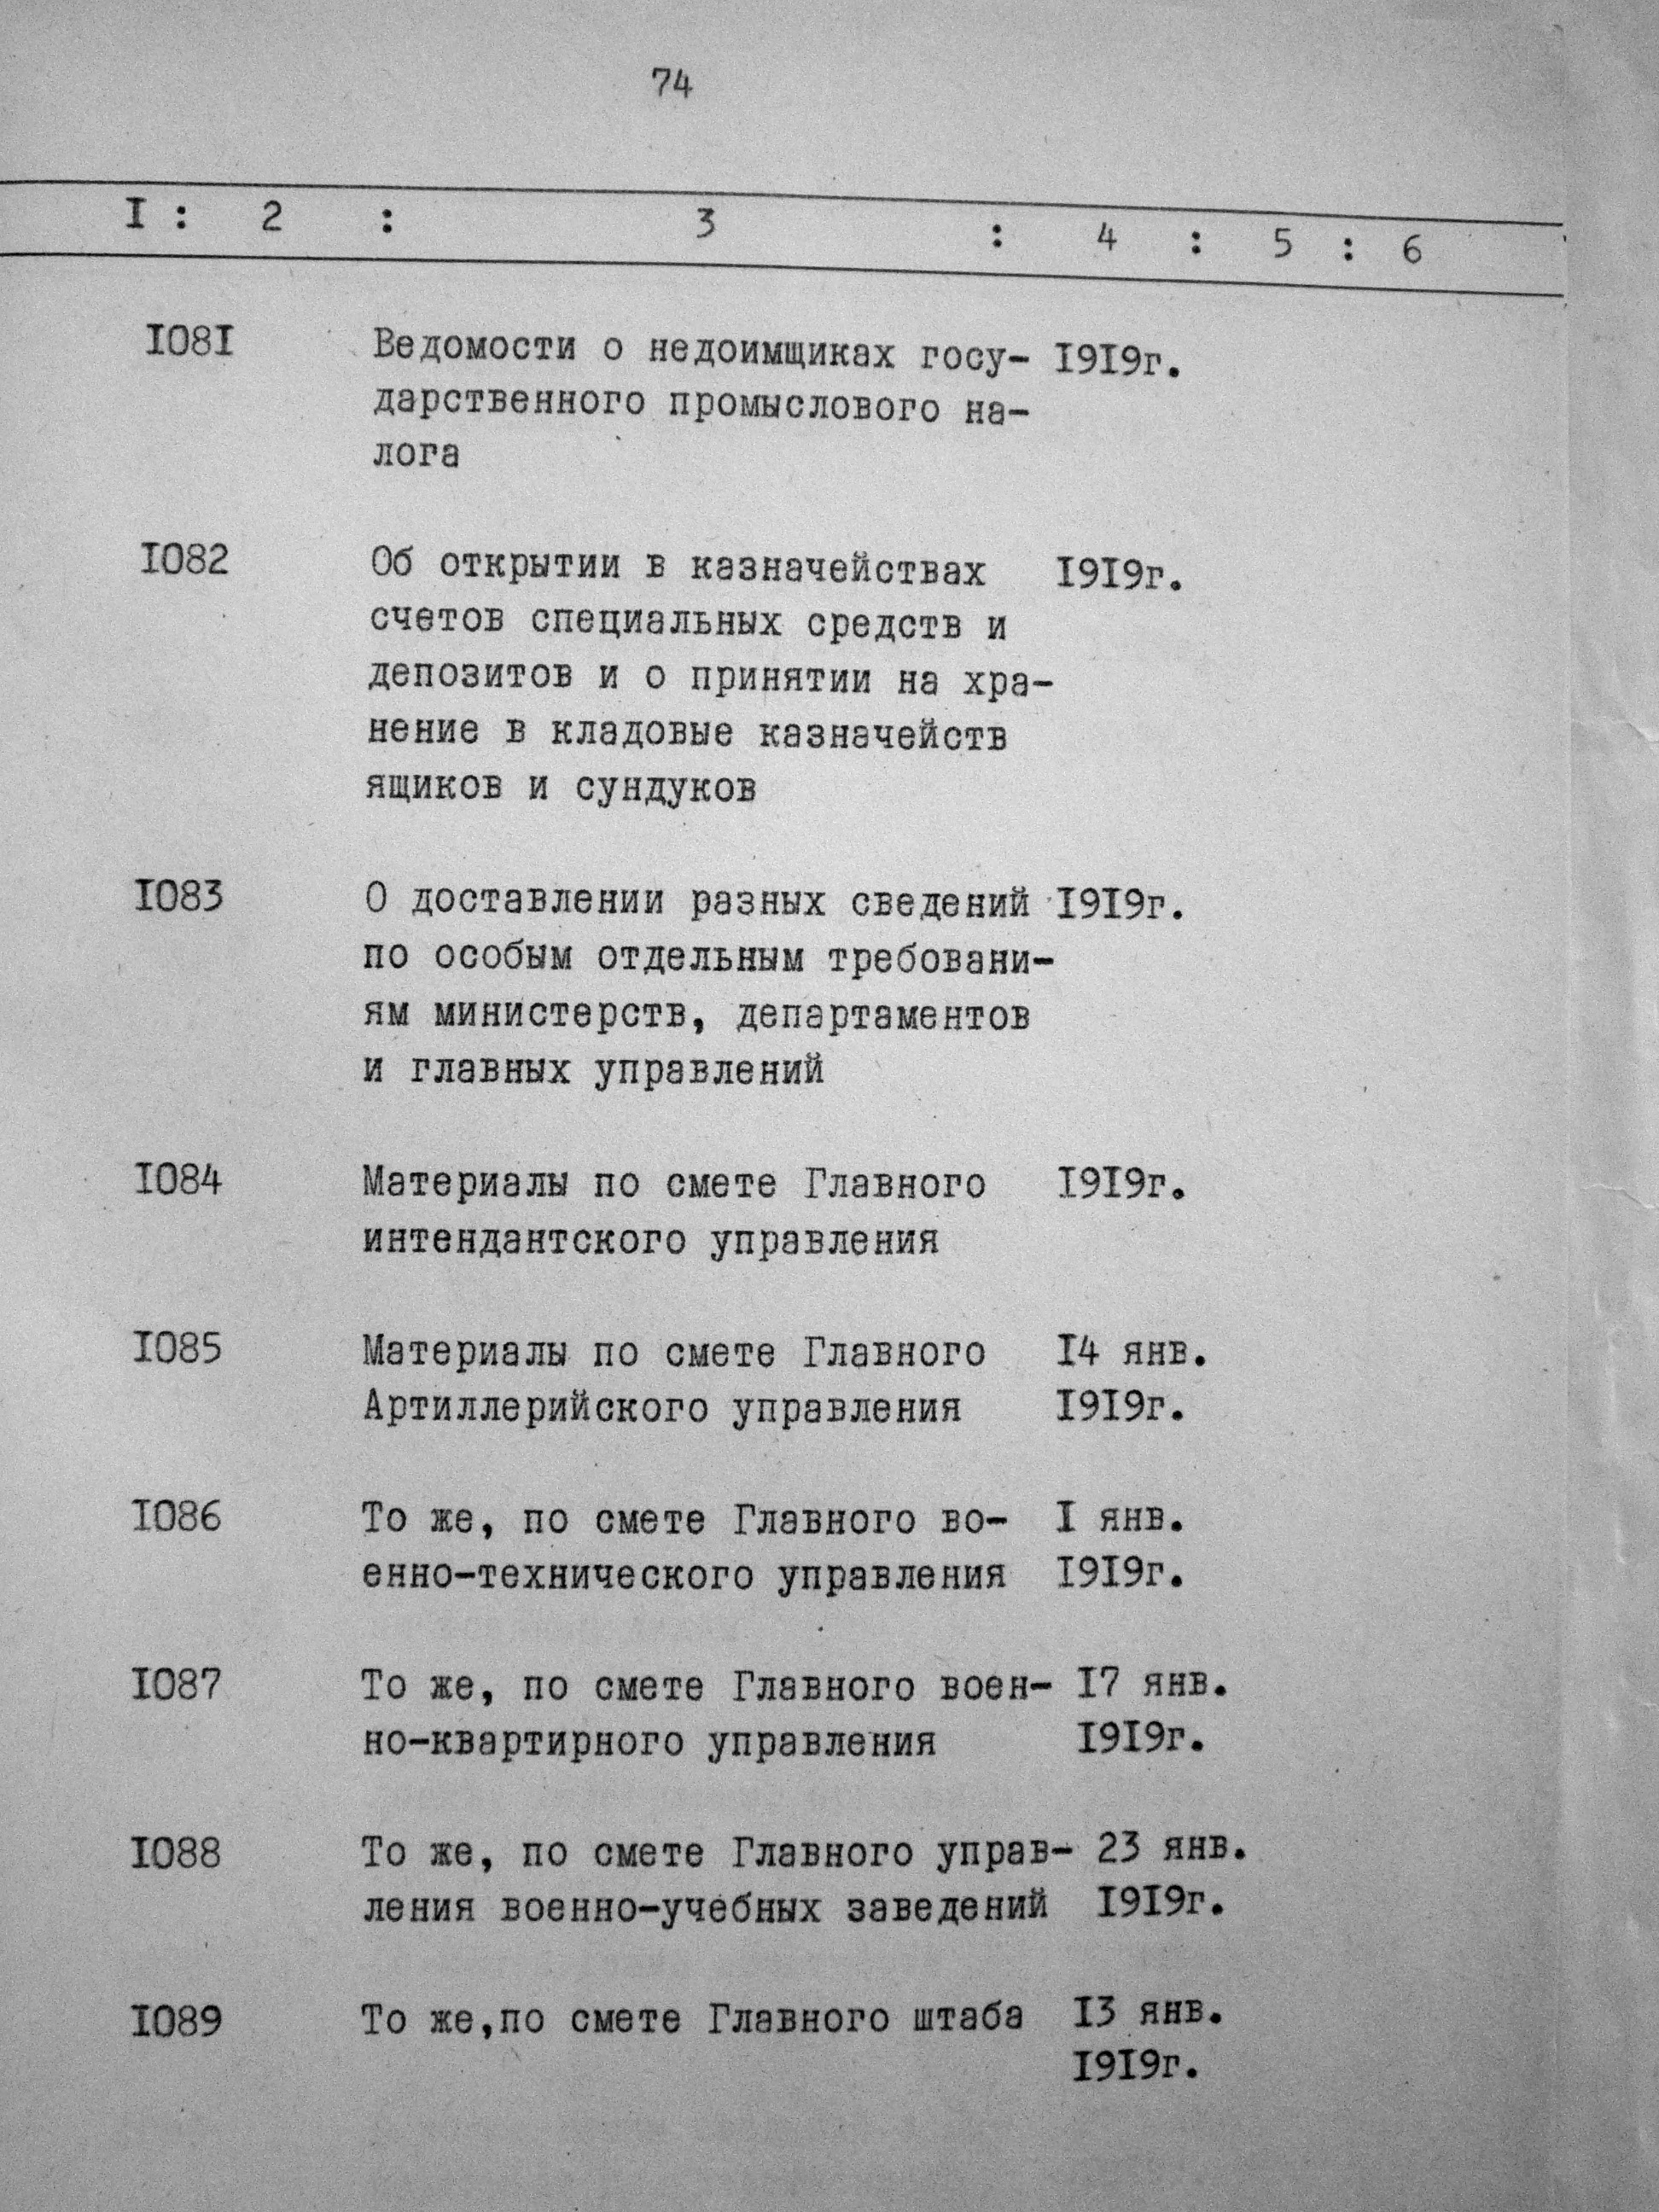 74
I : 2 : 3 : 4 : 5 : 6
I08I Ведомости о недоимщиках госу- I9I9г.
дарственного промыслового на-
лога
I082 Об открытии в казначействах I9I9г.
счетов специальных средств и
депозитов и о принятии на хра-
нение в кладовые казначейств
ящиков и сундуков
I083 О доставлении разных сведений I9I9г.
по особым отдельным требовани-
ям министерств, департаментов
и главных управлений
I084 Материалы по смете Главного I9I9г.
интендантского управления
I085 Материалы по смете Главного I4 янв.
Артиллерийского управления I9I9г.
I086 То же, по смете Главного во- I янв.
енно-технического управления I9I9г.
I087 То же, по смете Главного воен- I7 янв.
но-квартирного управления I9I9г.
I088 То же, по смете Главного управ- 23 янв.
ления военно-учебных заведений I9I9г.
I089 То же,по смете Главного штаба I3 янв.
I9I9г.